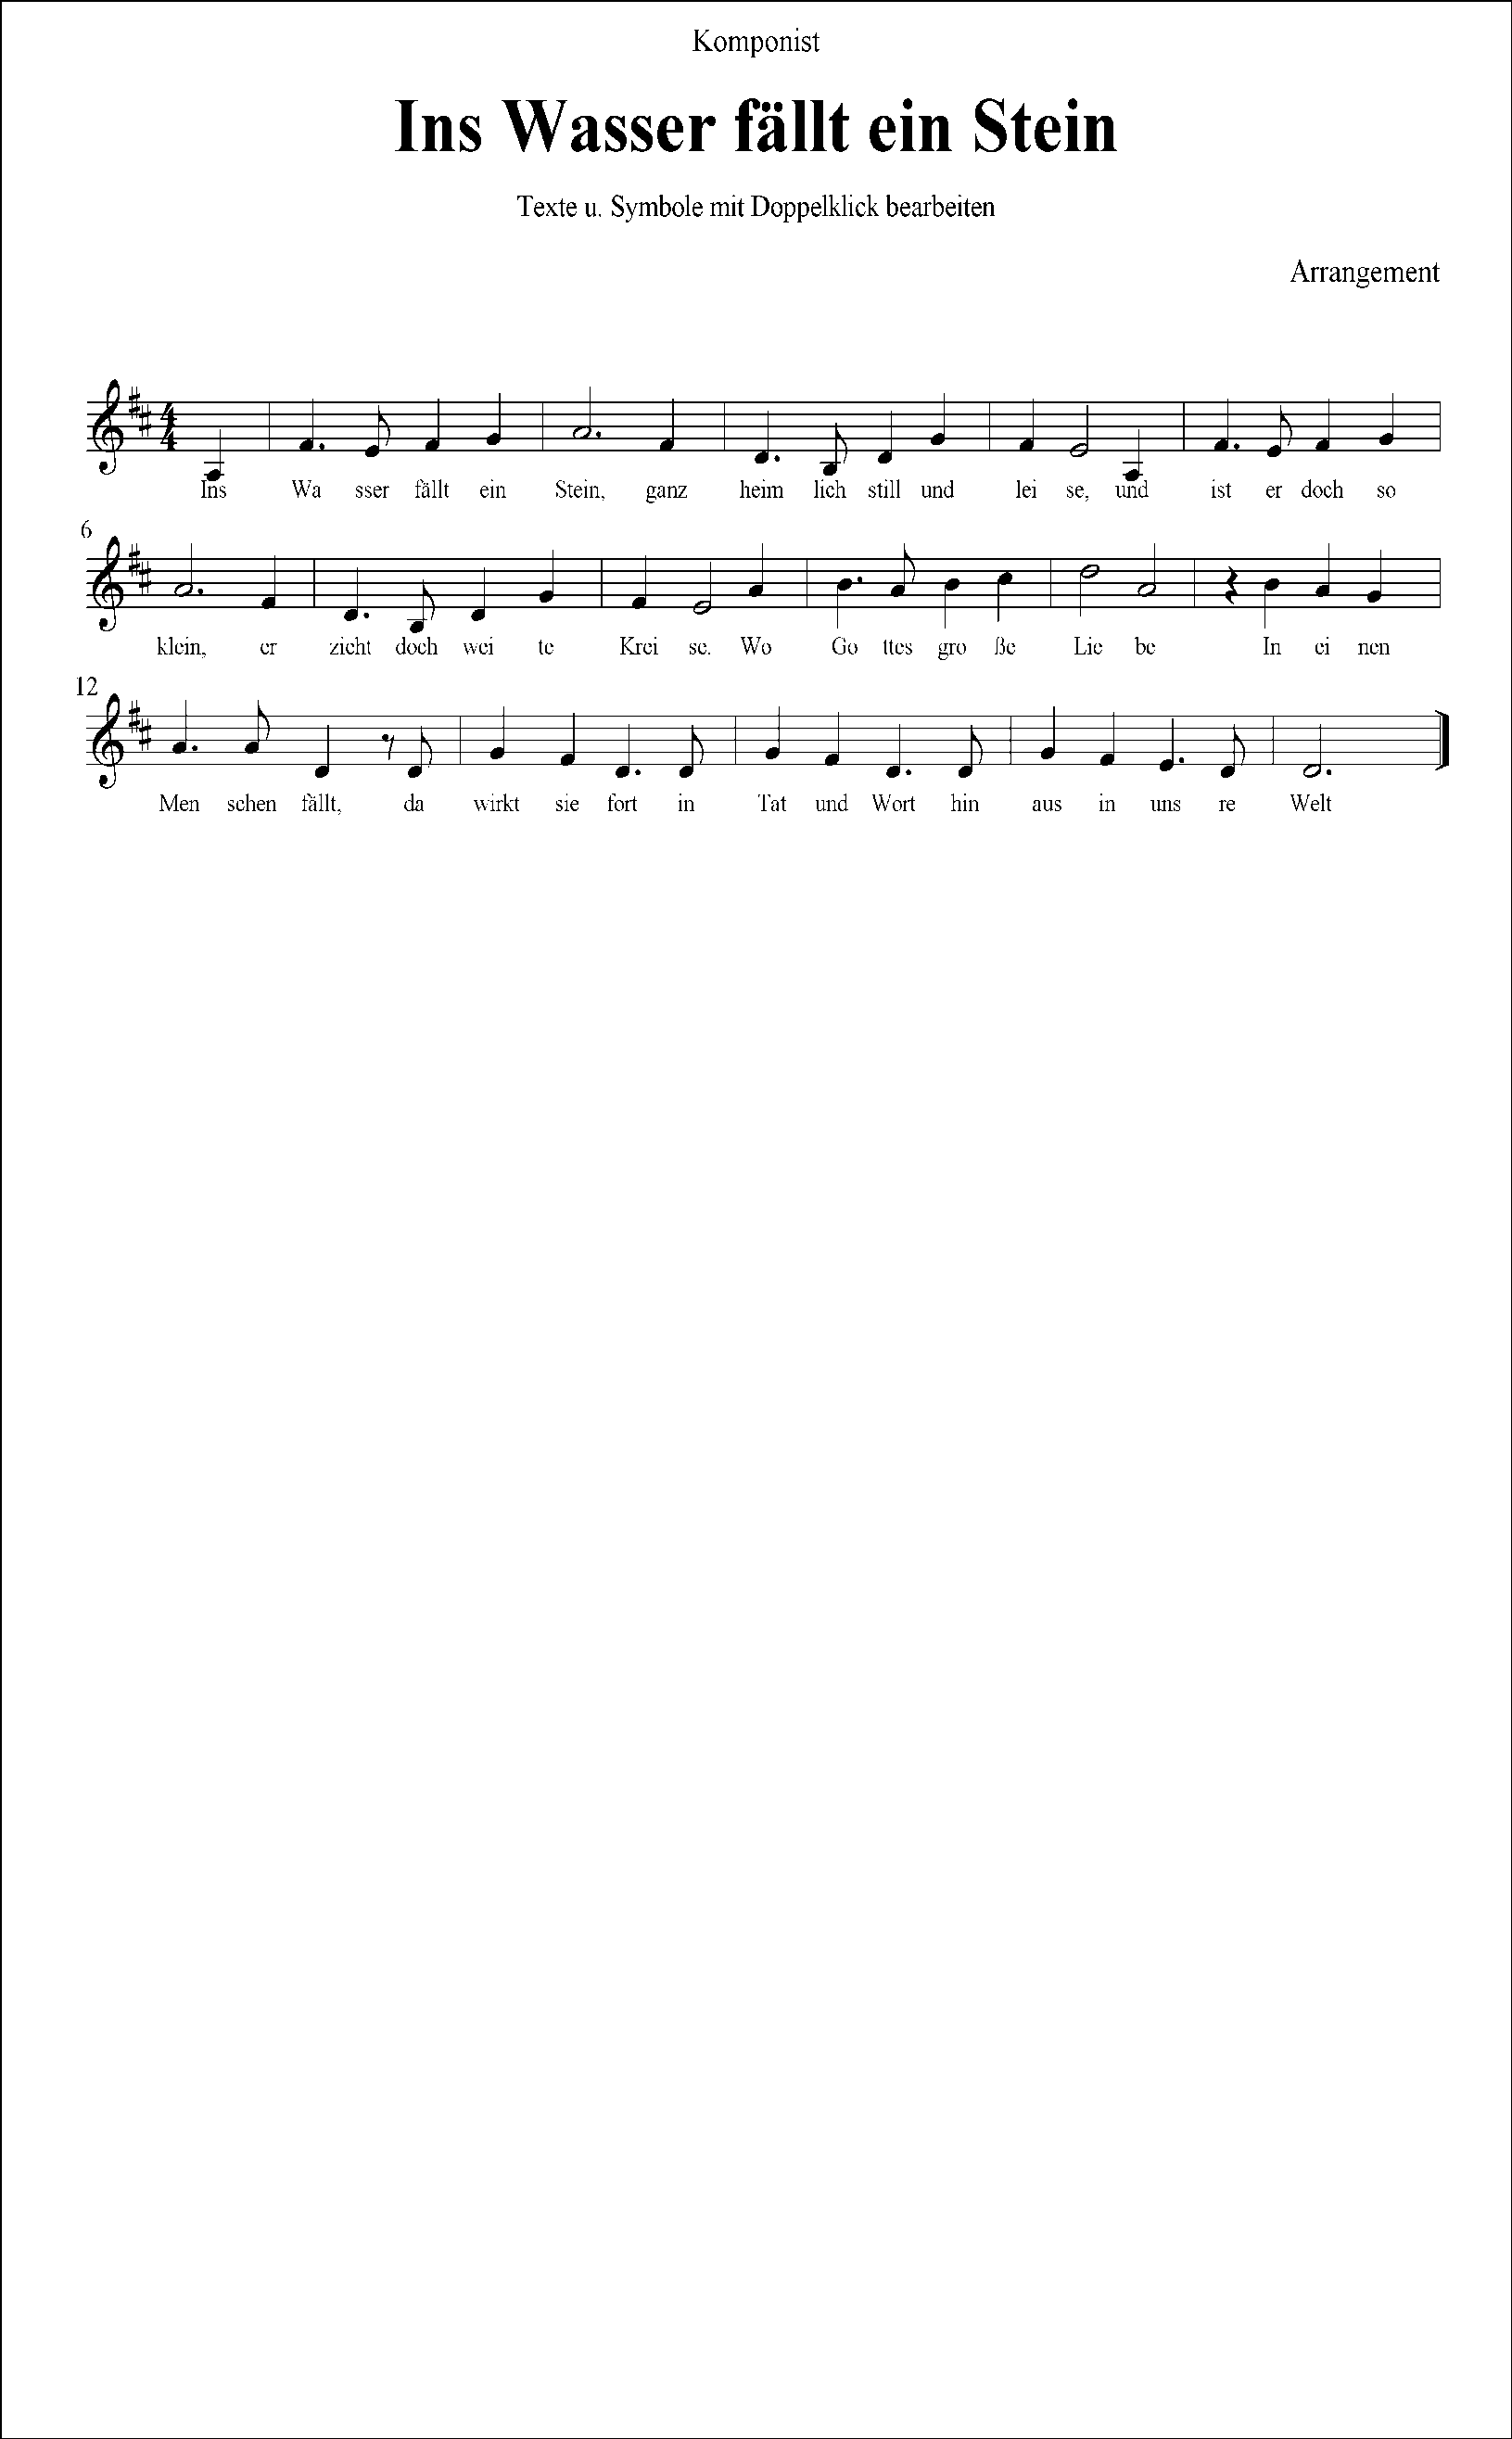 Komponist
Ins Wasser fällt ein Stein
Texte u. Symbole mit Doppelklick bearbeiten
Arrangement
4
4
Ins Wa sser fällt ein Stein, ganz heim lich still und lei se, und ist er doch so
6
klein, er zieht doch wei te Krei se. Wo Go ttes gro ße Lie be In ei nen
12
Men schen fällt, da wirkt sie fort in Tat und Wort hin aus in uns re Welt